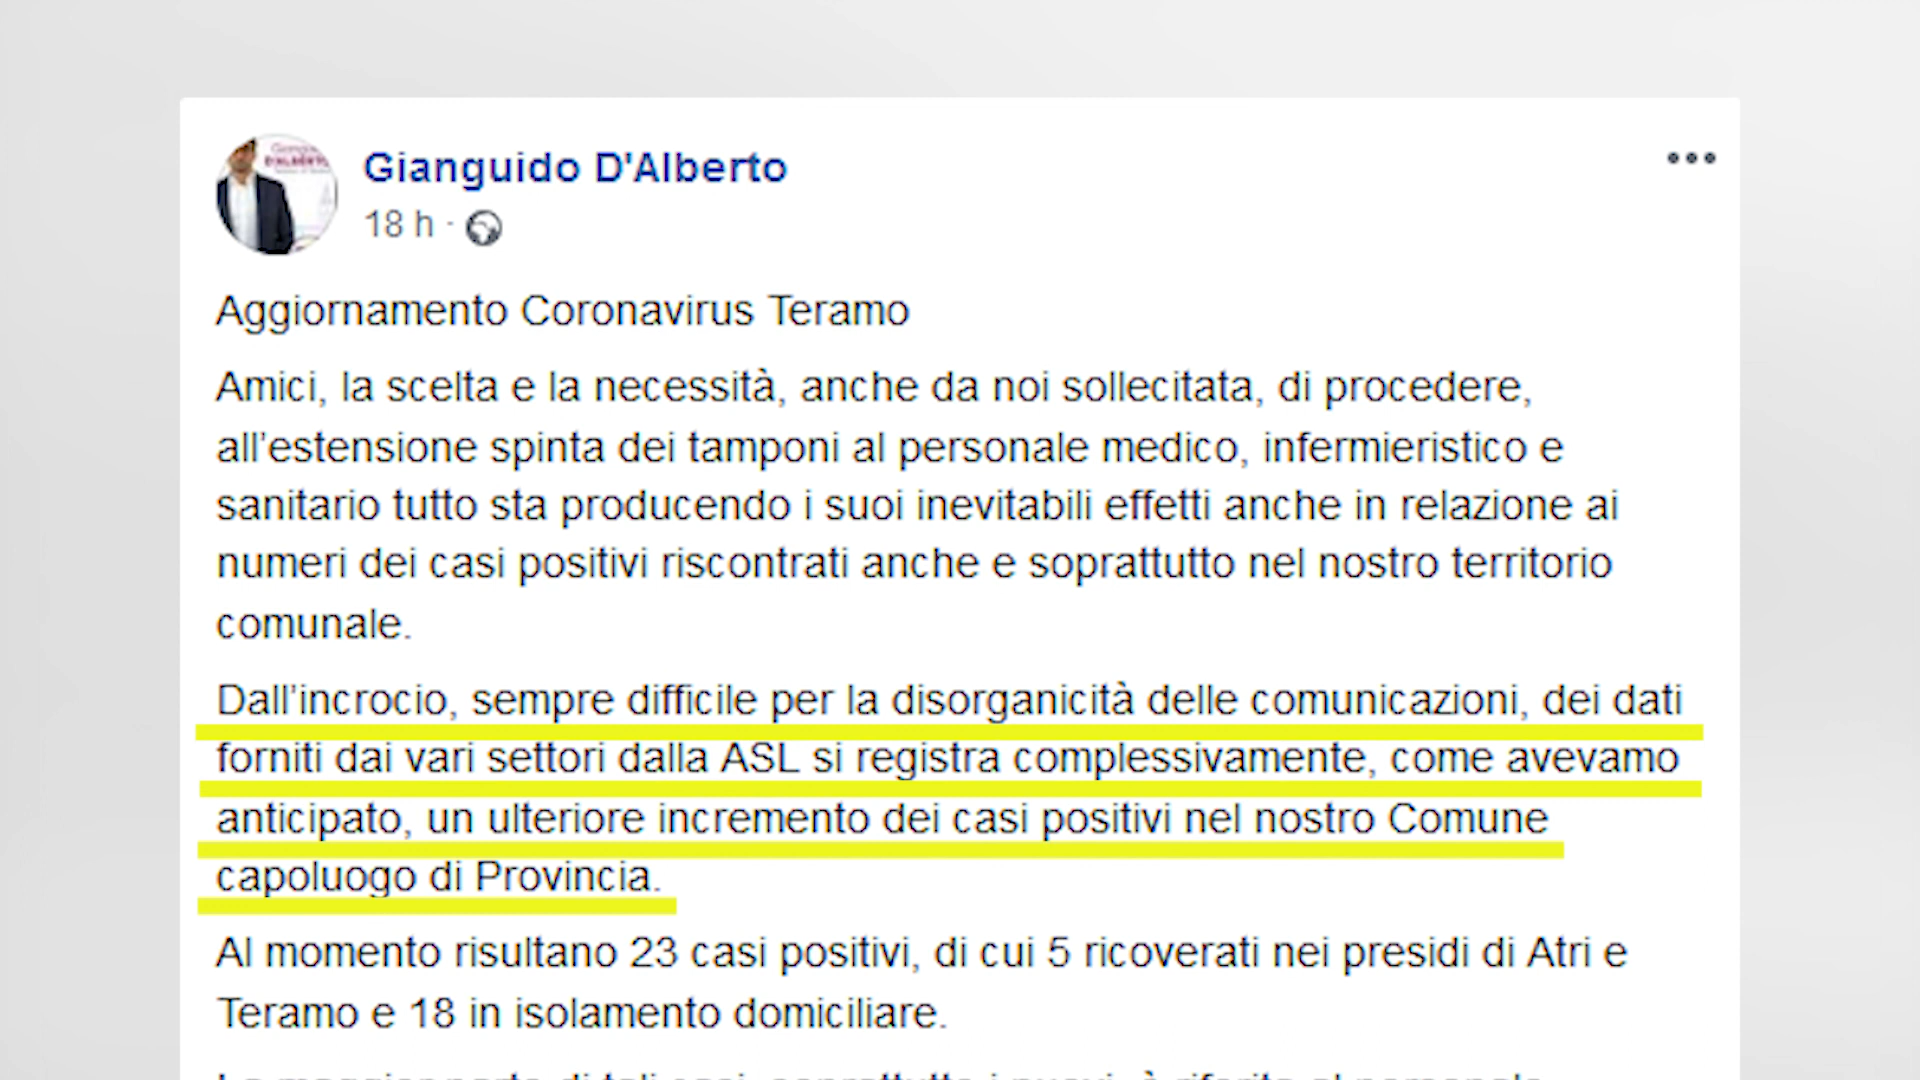 Gianguido D'Alberto
18 h ·
Aggiornamento Coronavirus Teramo
Amici, la scelta e la necessità, anche da noi sollecitata, di procedere,
all'estensione spinta dei tamponi al personale medico, infermieristico e
sanitario tutto sta producendo i suoi inevitabili effetti anche in relazione ai
numeri dei casi positivi riscontrati anche e soprattutto nel nostro territorio
comunale.
Dall'incrocio, sempre difficile per la disorganicità delle comunicazioni, dei dati
forniti dai vari settori dalla ASL si registra complessivamente, come avevamo
anticipato, un ulteriore incremento dei casi positivi nel nostro Comune
capoluogo di Provincia.
Al momento risultano 23 casi positivi, di cui 5 ricoverati nei presidi di Atri e
Teramo e 18 in isolamento domiciliare.